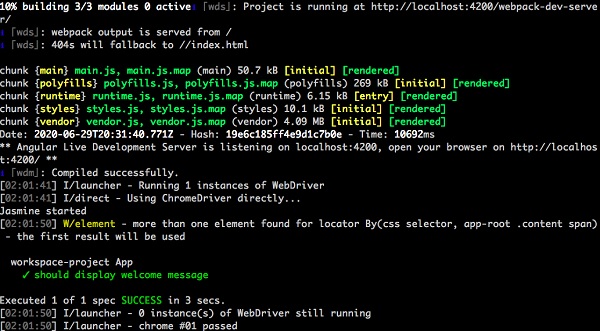 10% building 3/3 modules 0 active ｢wds｣: Project is running at http://localhost:4200/webpack-dev-serve
r/
｢wds｣: webpack output is served from /
｢wds｣: 404s will fallback to //index.html
chunk {main} main.js, main.js.map (main) 50.7 kB [initial] [rendered]
chunk {polyfills} polyfills.js, polyfills.js.map (polyfills) 269 kB [initial] [rendered]
chunk {runtime} runtime.js, runtime.js.map (runtime) 6.15 kB [entry] [rendered]
chunk {styles} styles.js, styles.js.map (styles) 10.1 kB [initial] [rendered]
chunk {vendor} vendor.js, vendor.js.map (vendor) 4.09 MB [initial] [rendered]
Date: 2020-06-29T20:31:40.771Z - Hash: 19e6c185ff4e9d1c7b0e - Time: 10692ms
** Angular Live Development Server is listening on localhost:4200, open your browser on http://localhos
t:4200/ **
｢wdm｣: Compiled successfully.
[02:01:41] I/launcher - Running 1 instances of WebDriver
[02:01:41] I/direct - Using ChromeDriver directly...
Jasmine started
[02:01:50] W/element - more than one element found for locator By(css selector, app-root .content span)
- the first result will be used
workspace-project App
✓ should display welcome message
Executed 1 of 1 spec SUCCESS in 3 secs.
[02:01:50] I/launcher - 0 instance(s) of WebDriver still running
[02:01:50] I/launcher - chrome #01 passed